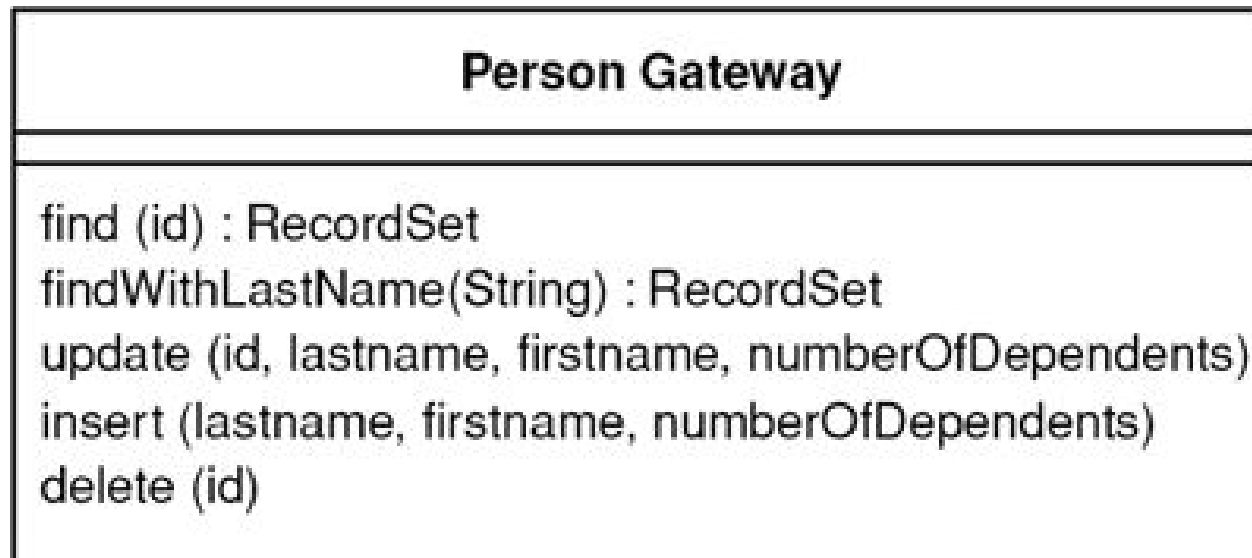 Person Gateway
find (id) : RecordSet
findWithLastName(String) : RecordSet
update (id, lastname, firstname, numberOfDependents)
insert (lastname, firstname, numberOfDependents)
delete (id)